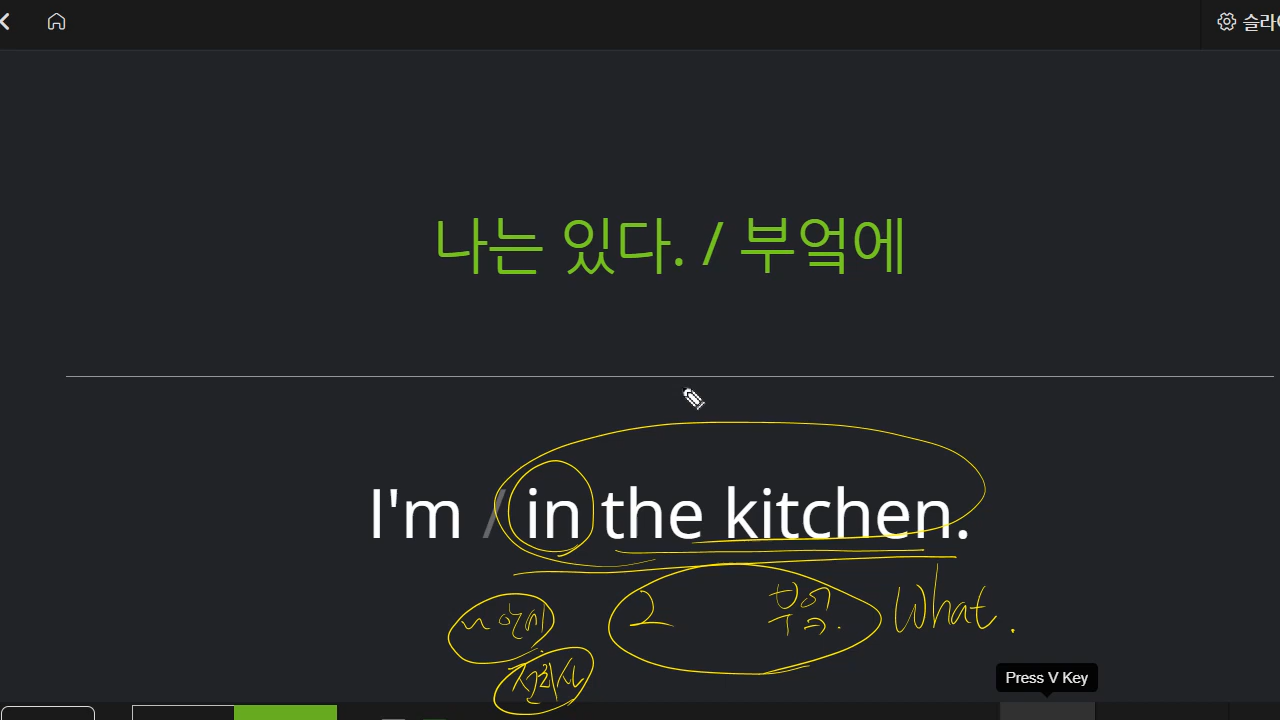 슬라
나는 있다. / 부엌에
I'm / in the kitchen.
~ 안에 그 부엌. What.
전치사
Press V Key